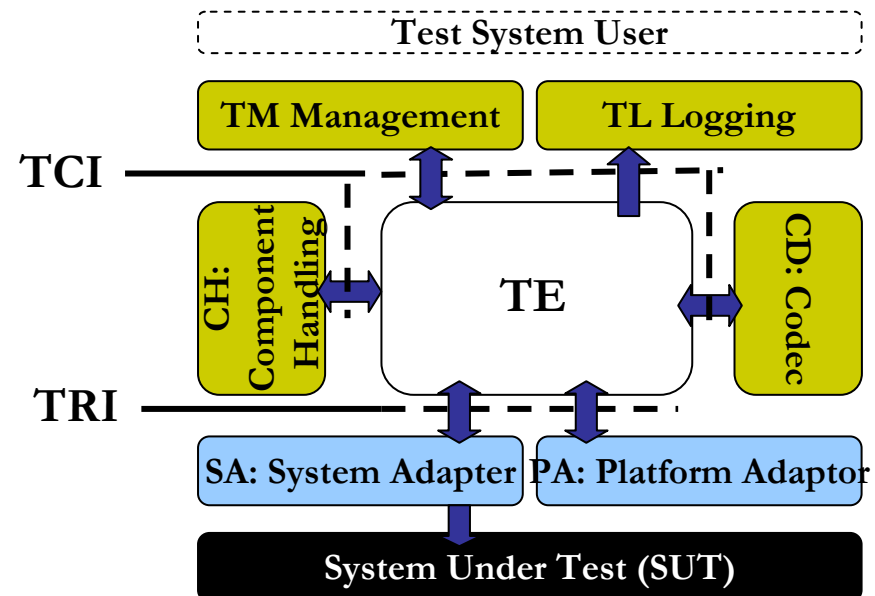 Test System User
TM Management
TL Logging
TCI
CH:
Component
Handling
TE
CD: Codec
TRI
SA: System Adapter
PA: Platform Adaptor
System Under Test (SUT)